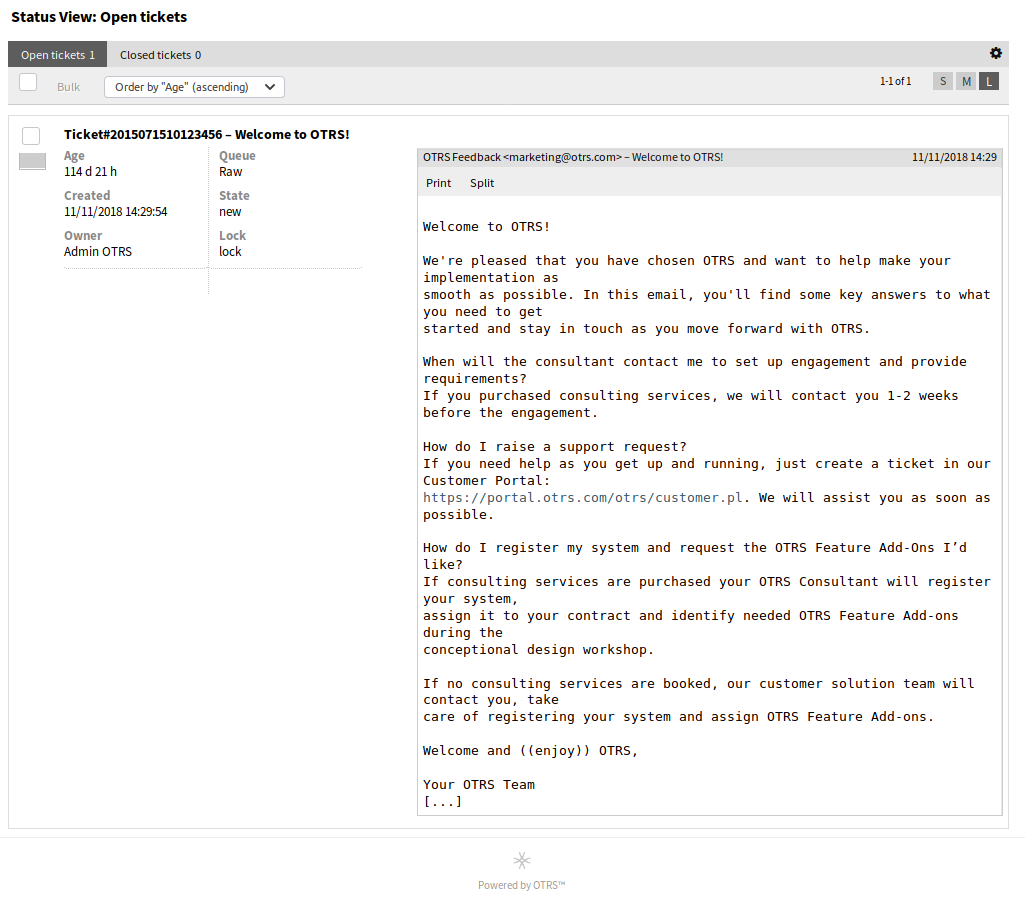 Status View: Open tickets
Open tickets 1
Closed tickets 0
Bulk
Order by "Age" (ascending)
1-1 of 1
S
M
L
Ticket#2015071510123456 – Welcome to OTRS!
Age
114 d 21 h
Created
11/11/2018 14:29:54
Owner
Admin OTRS
Queue
Raw
State
new
Lock
lock
OTRS Feedback <marketing@otrs.com> – Welcome to OTRS!
11/11/2018 14:29
Print
Split
Welcome to OTRS!
We're pleased that you have chosen OTRS and want to help make your
implementation as
smooth as possible. In this email, you'll find some key answers to what
you need to get
started and stay in touch as you move forward with OTRS.
When will the consultant contact me to set up engagement and provide
requirements?
If you purchased consulting services, we will contact you 1-2 weeks
before the engagement.
How do I raise a support request?
If you need help as you get up and running, just create a ticket in our
Customer Portal:
https://portal.otrs.com/otrs/customer.pl. We will assist you as soon as
possible.
How do I register my system and request the OTRS Feature Add-Ons I’d
like?
If consulting services are purchased your OTRS Consultant will register
your system,
assign it to your contract and identify needed OTRS Feature Add-ons
during the
conceptional design workshop.
If no consulting services are booked, our customer solution team will
contact you, take
care of registering your system and assign OTRS Feature Add-ons.
Welcome and ((enjoy)) OTRS,
Your OTRS Team
[...]
Powered by OTRS™